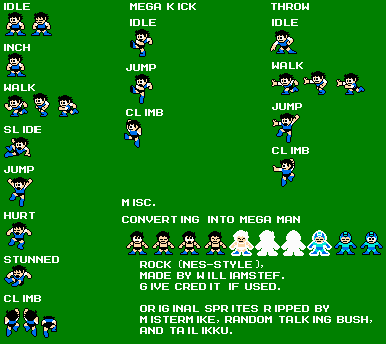 IDLE
INCH
WALK
SLIDE
JUMP
HURT
STUNNED
CLIMB
MEGA KICK
IDLE
JUMP
CLIMB
THROW
IDLE
WALK
JUMP
CLIMB
MISC.
CONVERTING INTO MEGA MAN
ROCK (NES-STYLE),
MADE BY WILLIAMSTEF.
GIVE CREDIT IF USED.
ORIGINAL SPRITES RIPPED BY
MISTERMIKE, RANDOM TALKING BUSH,
AND TAILIKKU.